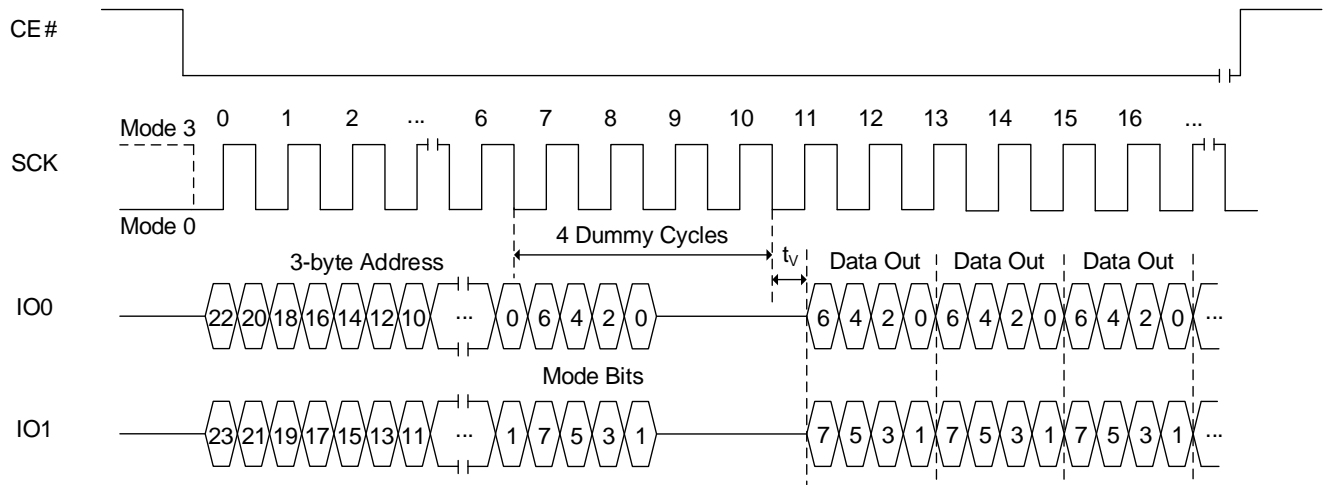 CE#
Mode 3
0 1 2 ... 6 7 8 9 10 11 12 13 14 15 16 ...
SCK
Mode 0
4 Dummy Cycles
3-byte Address
tV
Data Out Data Out Data Out
IO0
22 20 18 16 14 12 10 ... 0 6 4 2 0 6 4 2 0 6 4 2 0 6 4 2 0 ...
Mode Bits
IO1
23 21 19 17 15 13 11 ... 1 7 5 3 1 7 5 3 1 7 5 3 1 7 5 3 1 ...